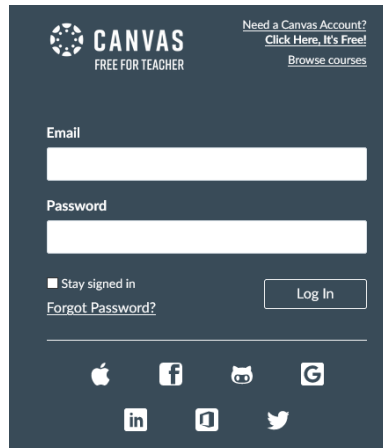 CANVAS
FREE FOR TEACHER
Need a Canvas Account?
Click Here, It's Free!
Browse courses
Email
Password
Stay signed in
Forgot Password?
Log In